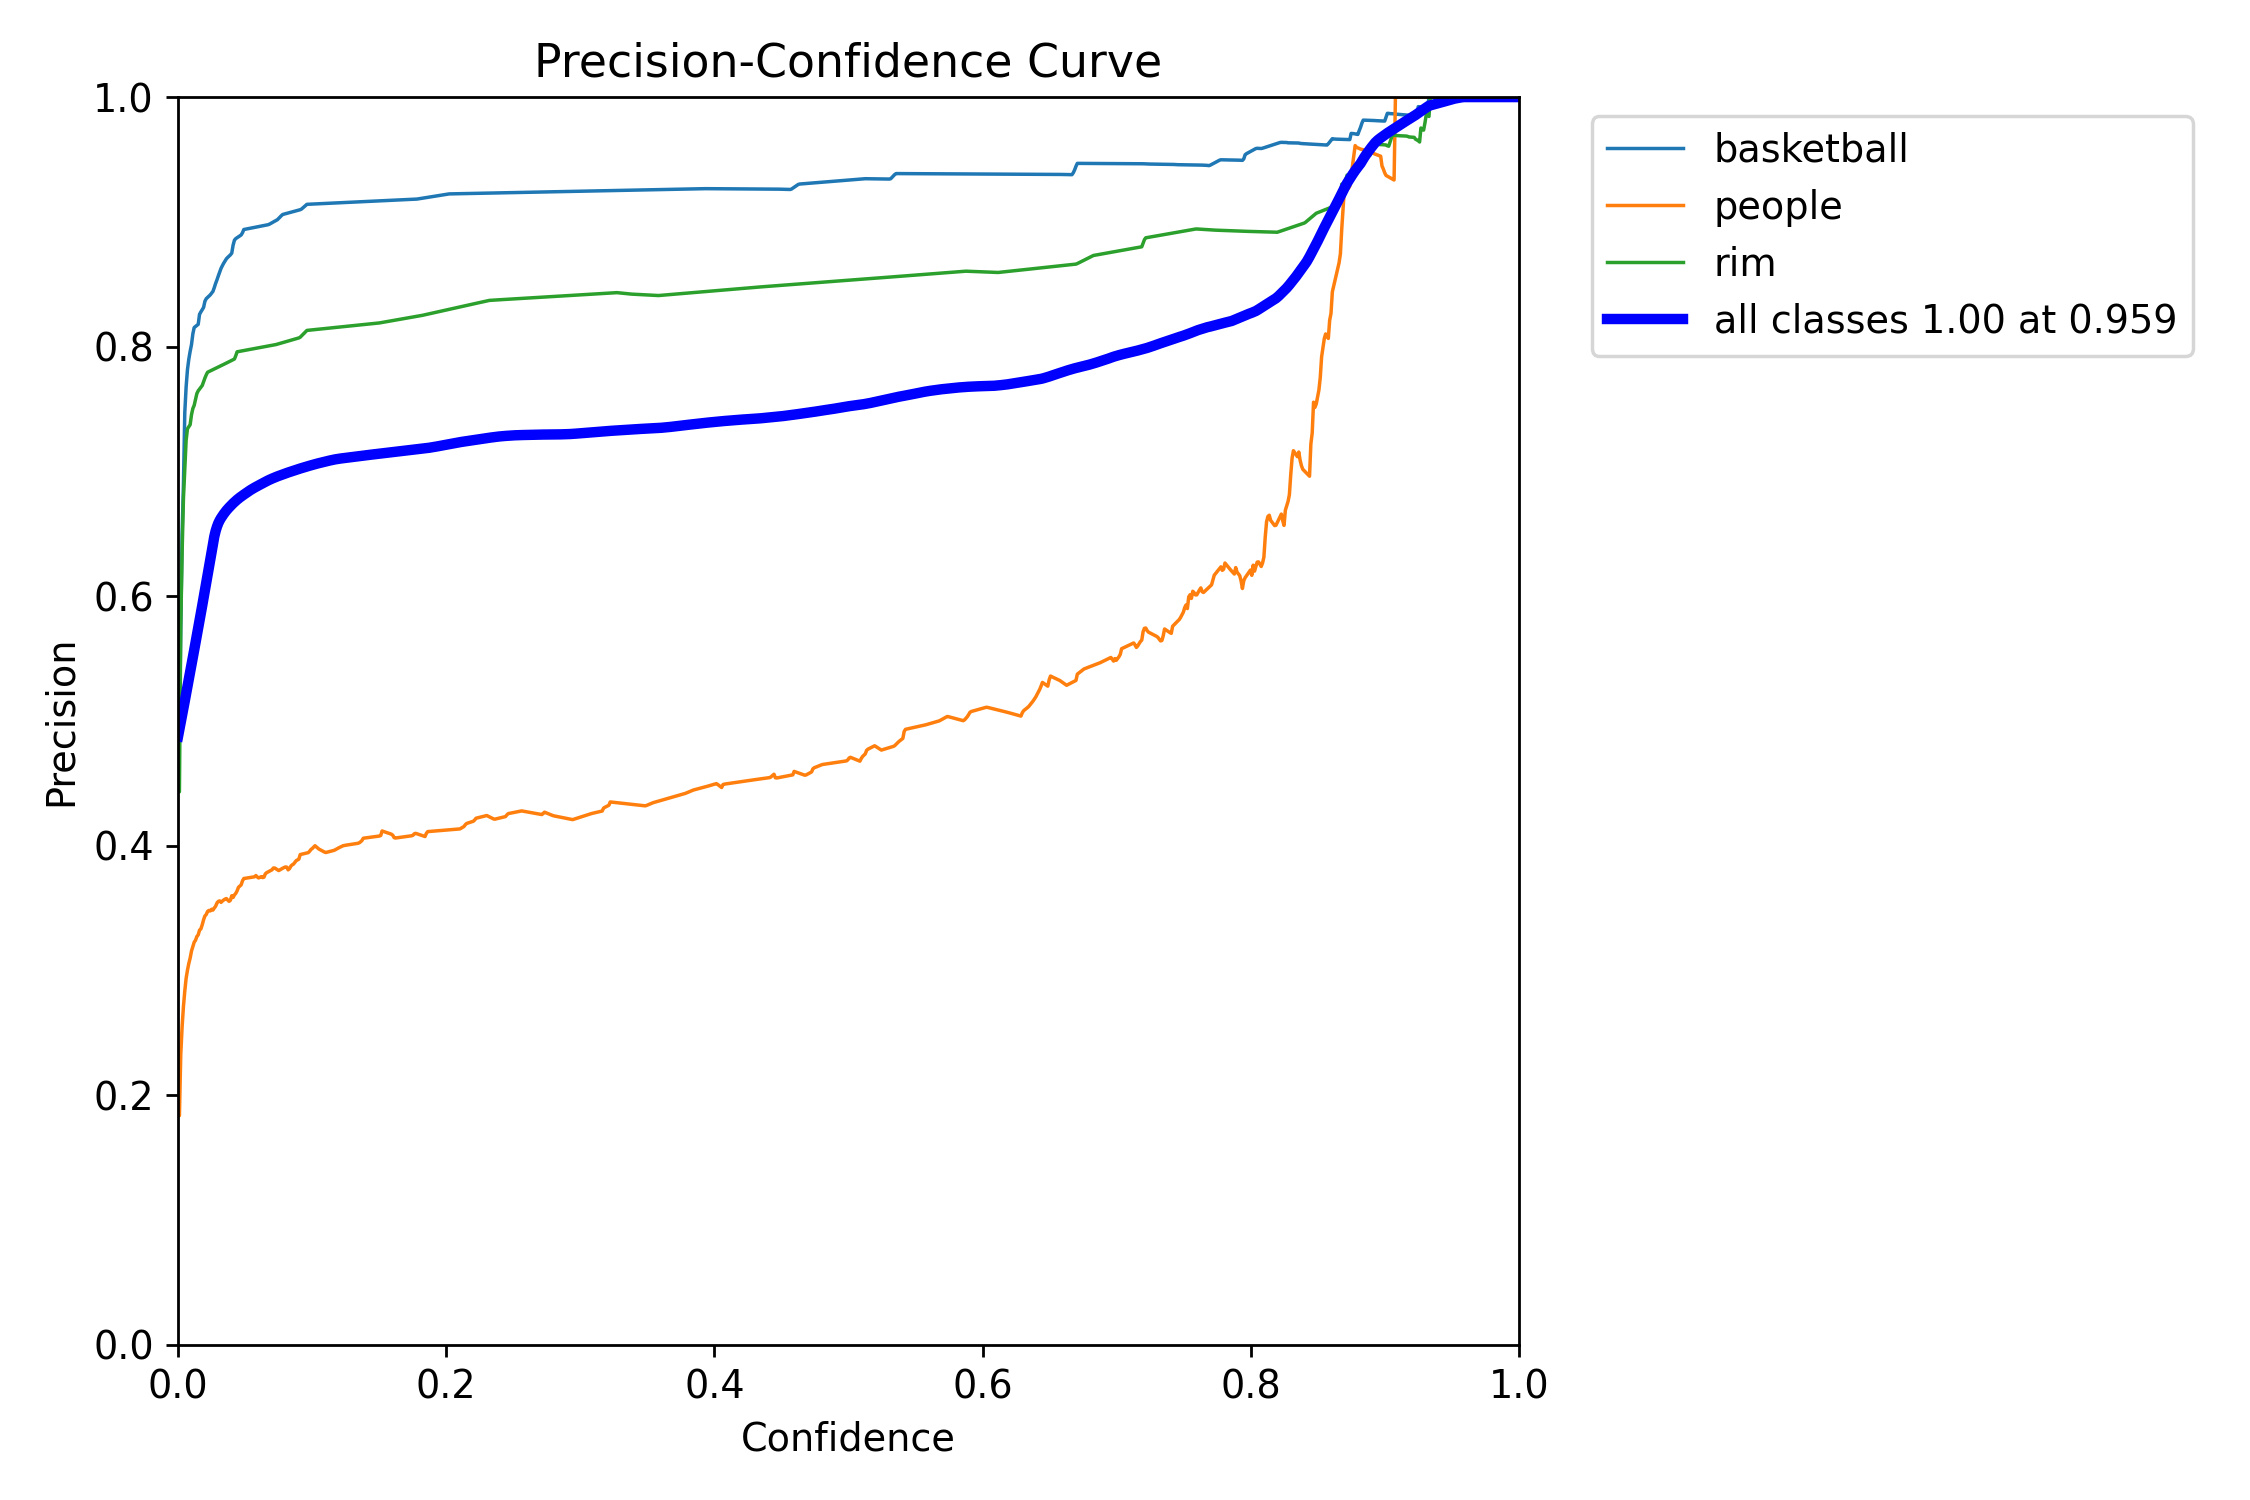 Precision-Confidence Curve
1.0
0.8
0.6
0.4
0.2
0.0
Precision
0.0 0.2 0.4 0.6 0.8 1.0
Confidence
basketball
people
rim
all classes 1.00 at 0.959